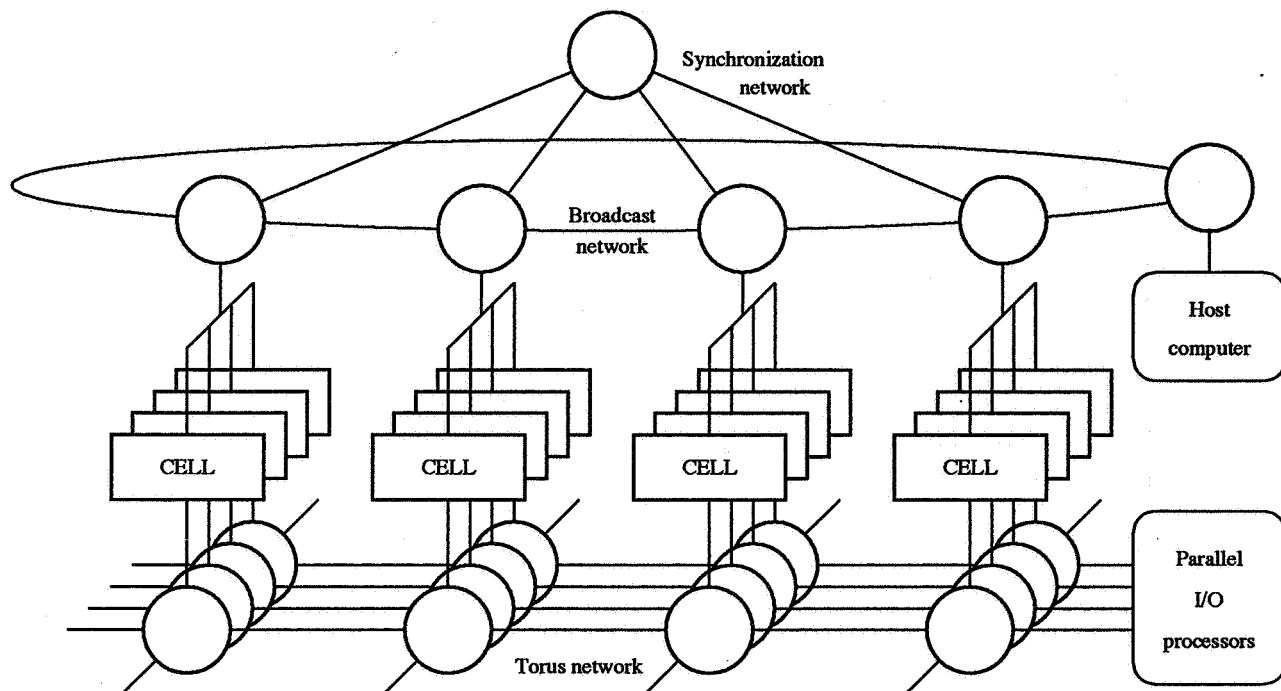 Synchronization
network
Broadcast
network
Host
computer
CELL
CELL
CELL
CELL
Parallel
I/O
processors
Torus network